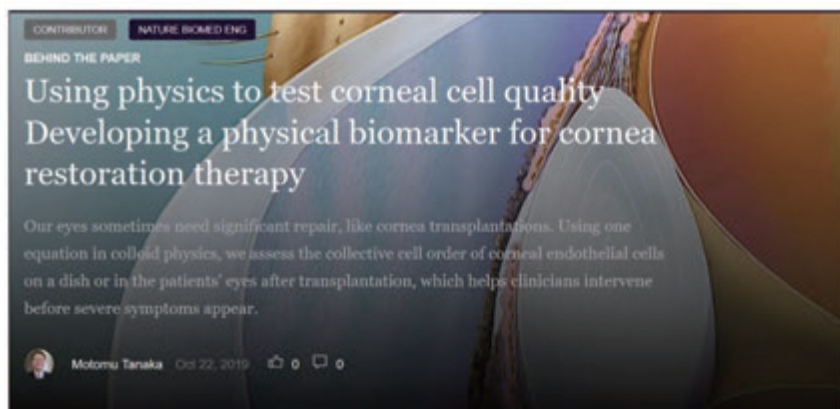 CONTRIBUTOR NATURE BIOMED ENG
BEHIND THE PAPER
Using physics to test corneal cell quality
Developing a physical biomarker for cornea
restoration therapy
Our eyes sometimes need significant repair, like cornea transplantations. Using one
equation in colloid physics, we assess the collective cell order of corneal endothelial cells
on a dish or in the patients' eyes after transplantation, which helps clinicians intervene
before severe symptoms appear.
Motomu Tanaka Oct 22, 2019 0 0